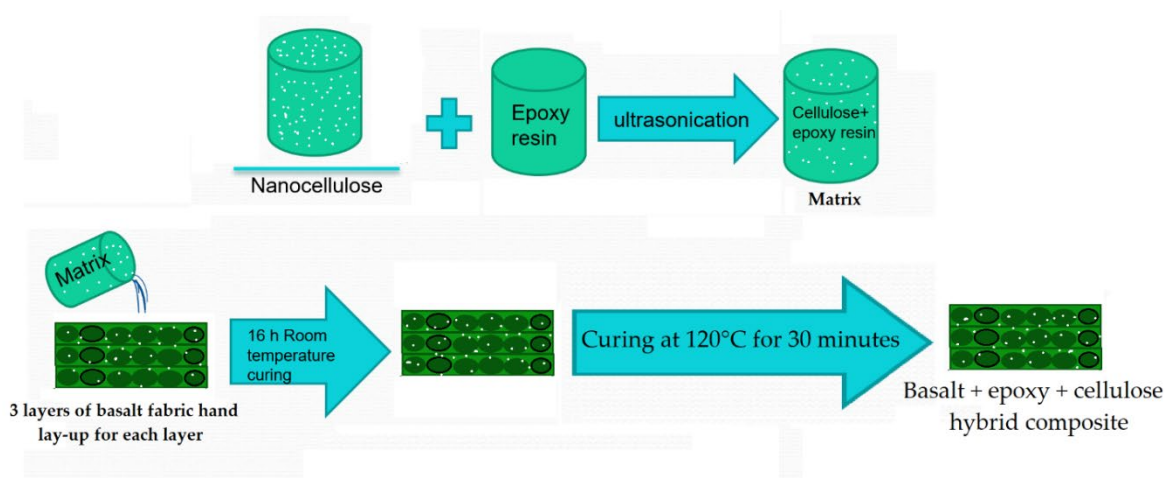 Nanocellulose
Epoxy
resin
ultrasonication
Cellulose+
epoxy resin
Matrix
Matrix
3 layers of basalt fabric hand
lay-up for each layer
16 h Room
temperature
curing
Curing at 120°C for 30 minutes
Basalt + epoxy + cellulose
hybrid composite